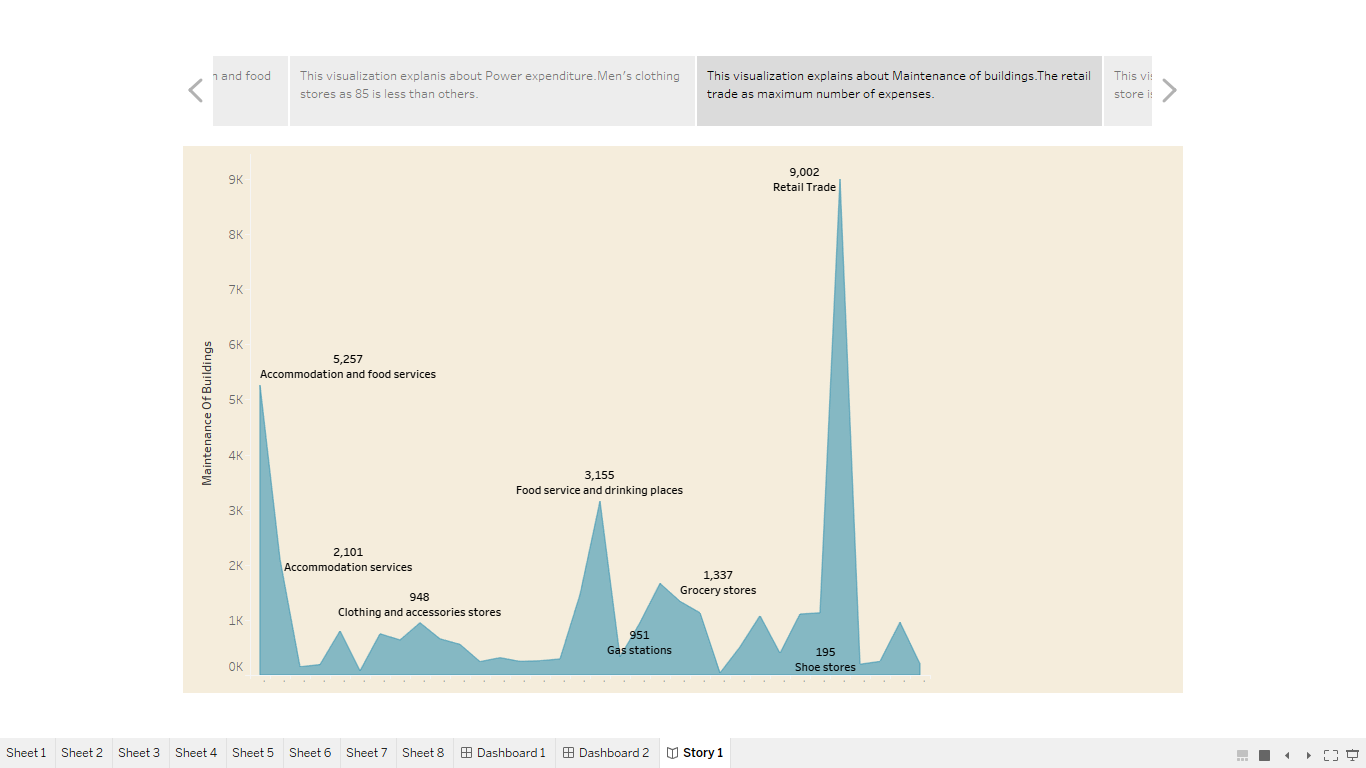 and food
This visualization explanis about Power expenditure.Men's clothing
stores as 85 is less than others.
This visualization explains about Maintenance of buildings.The retail
trade as maximum number of expenses.
This
store
9K
8K
7K
6K
5K
4K
3K
2K
1K
0K
Maintenance Of Buildings
9,002
Retail Trade
5,257
Accommodation and food services
3,155
Food service and drinking places
2,101
Accommodation services
1,337
Grocery stores
948
Clothing and accessories stores
951
Gas stations
195
Shoe stores
Sheet 1
Sheet 2
Sheet 3
Sheet 4
Sheet 5
Sheet 6
Sheet 7
Sheet 8
Dashboard 1
Dashboard 2
Story 1